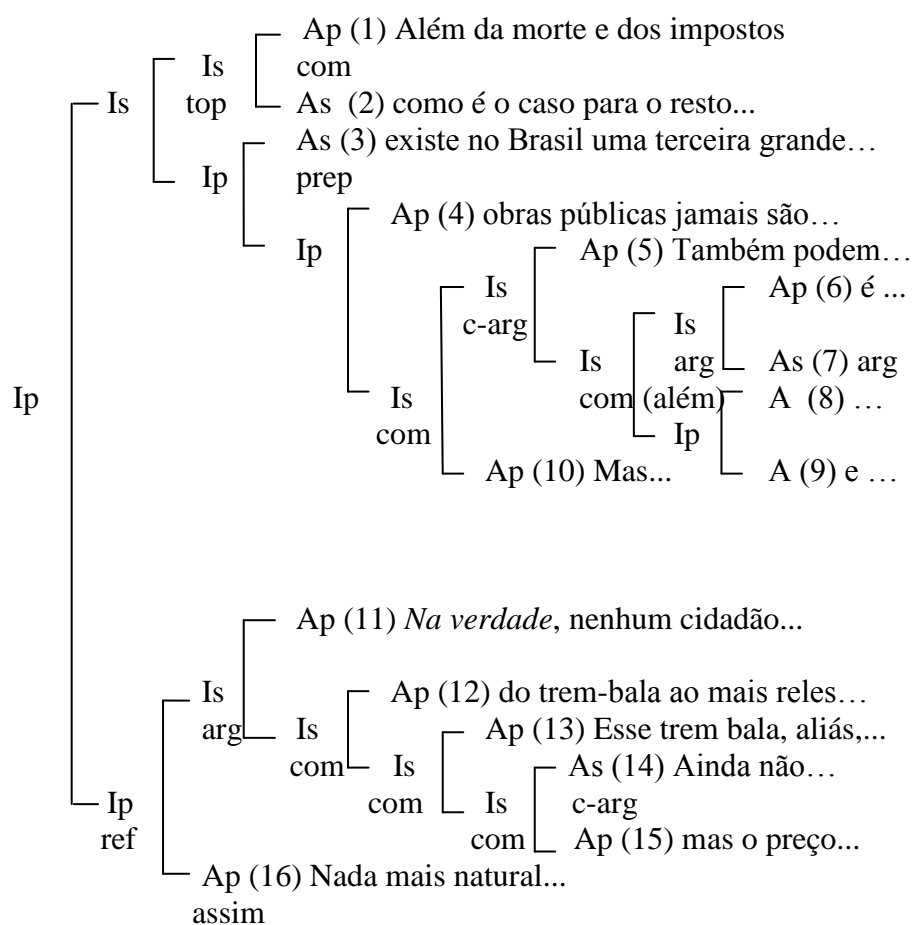 Ap (1) Além da morte e dos impostos
Is
com
Is top As (2) como é o caso para o resto...
As (3) existe no Brasil uma terceira grande…
Ip prep
Ap (4) obras públicas jamais são…
Ip Ap (5) Também podem…
Is Ap (6) é ...
c-arg Is
Is arg As (7) arg
Ip Is com (além) A (8) …
com Ip
Ap (10) Mas... A (9) e …
Ap (11) Na verdade, nenhum cidadão...
Is Ap (12) do trem-bala ao mais reles…
arg Is Ap (13) Esse trem bala, aliás,...
com Is As (14) Ainda não…
Ip com Is c-arg
ref com Ap (15) mas o preço...
Ap (16) Nada mais natural...
assim